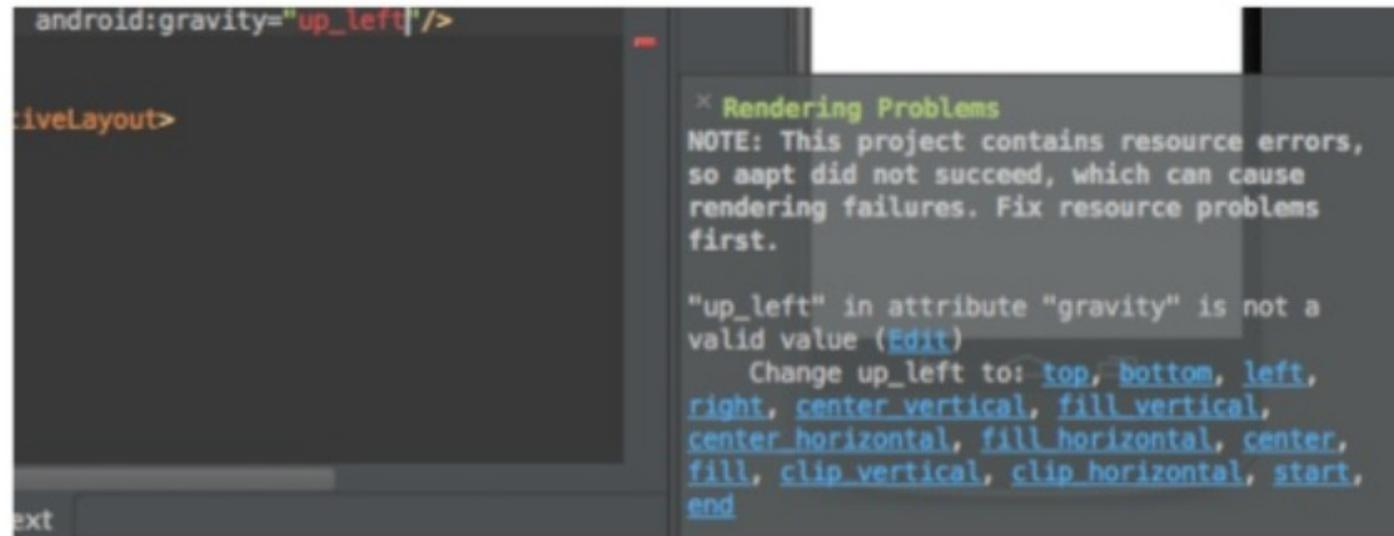 android:gravity="up_left"/>
tiveLayout>
ext
× Rendering Problems
NOTE: This project contains resource errors,
so aapt did not succeed, which can cause
rendering failures. Fix resource problems
first.
"up_left" in attribute "gravity" is not a
valid value (Edit)
Change up_left to: top, bottom, left,
right, center_vertical, fill_vertical,
center_horizontal, fill_horizontal, center,
fill, clip_vertical, clip_horizontal, start,
end